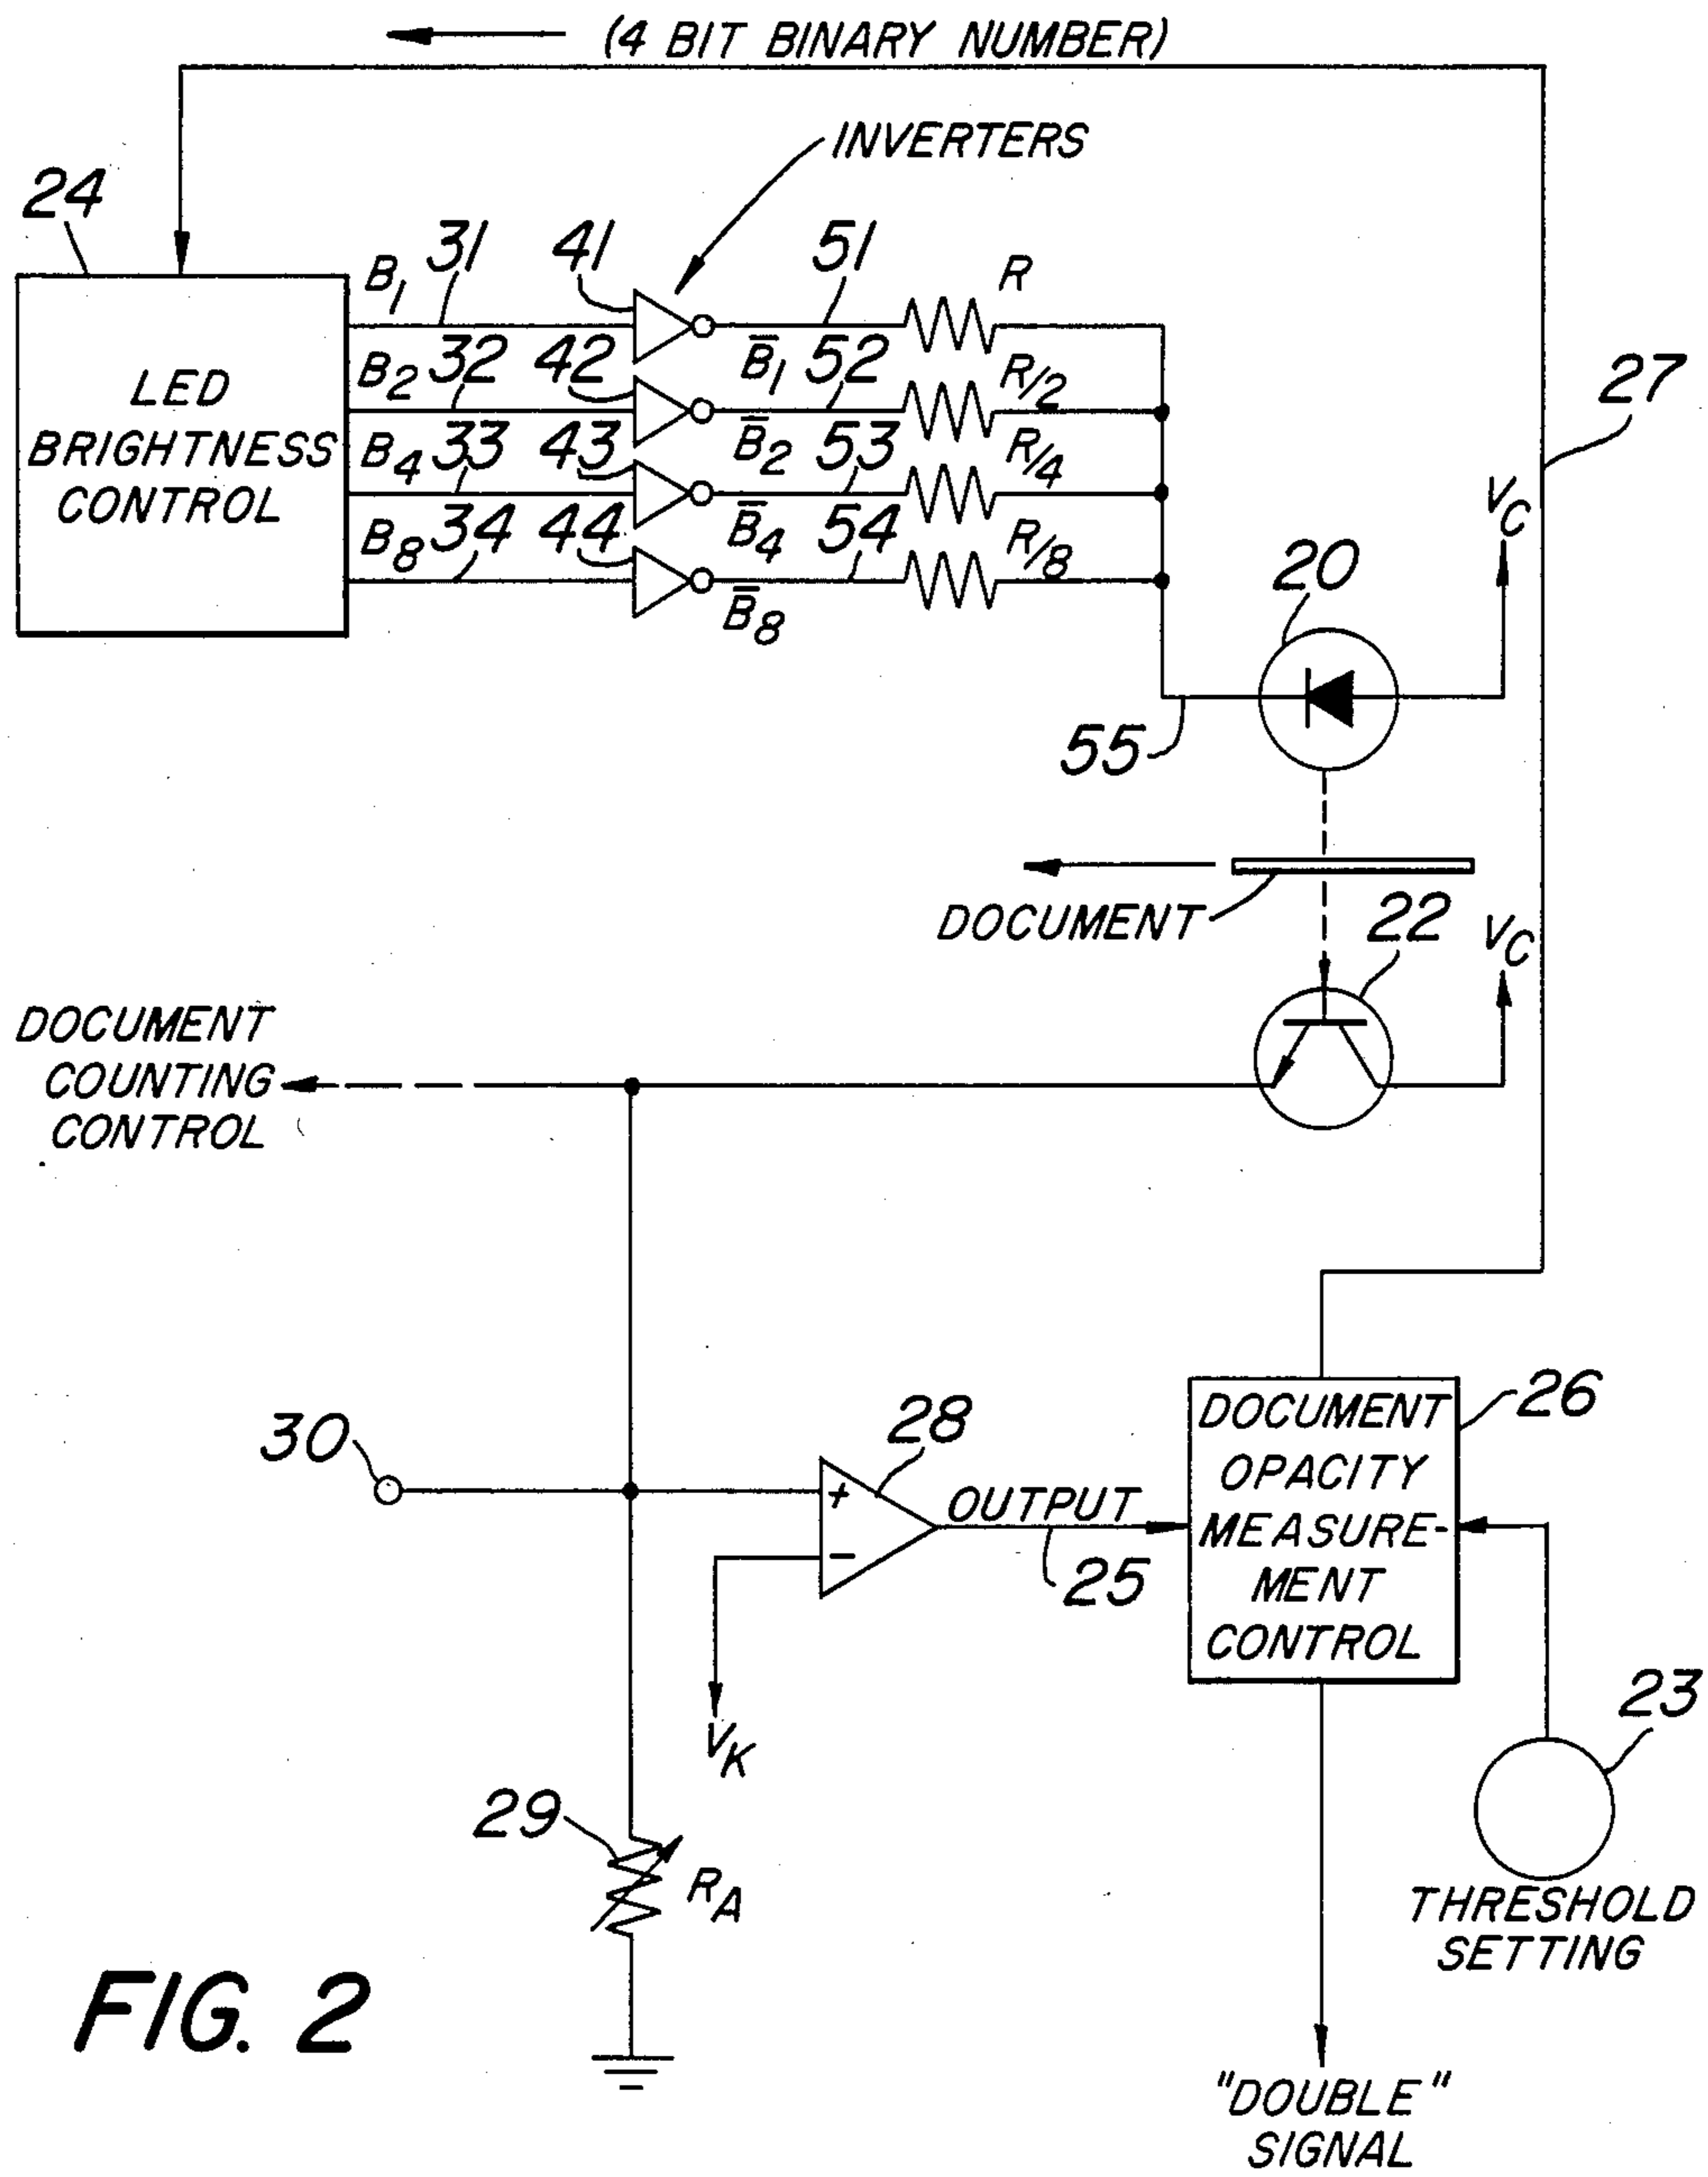 (4 BIT BINARY NUMBER)
INVERTERS
24
B1 31 41 51 R
B2 32 42 B̅1 52 R/2
LED
BRIGHTNESS
CONTROL
B4 33 43 B̅2 53 R/4
B8 34 44 B̅4 54 R/8
B̅8
27
VC
20
55
DOCUMENT
22
VC
DOCUMENT
COUNTING
CONTROL
30
28
OUTPUT
25
DOCUMENT
OPACITY
MEASURE-
MENT
CONTROL
26
VK
23
THRESHOLD
SETTING
29
RA
FIG. 2
"DOUBLE"
SIGNAL